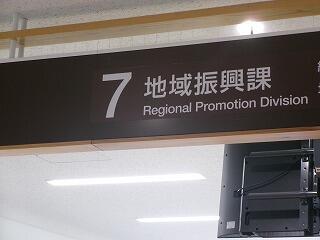 7 地域振興課
Regional Promotion Division